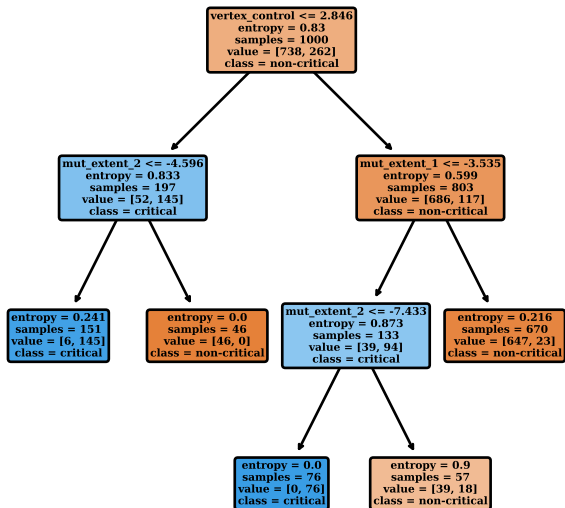 vertex_control <= 2.846
entropy = 0.83
samples = 1000
value = [738, 262]
class = non-critical
mut_extent_2 <= -4.596
entropy = 0.833
samples = 197
value = [52, 145]
class = critical
mut_extent_1 <= -3.535
entropy = 0.599
samples = 803
value = [686, 117]
class = non-critical
entropy = 0.241
samples = 151
value = [6, 145]
class = critical
entropy = 0.0
samples = 46
value = [46, 0]
class = non-critical
mut_extent_2 <= -7.433
entropy = 0.873
samples = 133
value = [39, 94]
class = critical
entropy = 0.216
samples = 670
value = [647, 23]
class = non-critical
entropy = 0.0
samples = 76
value = [0, 76]
class = critical
entropy = 0.9
samples = 57
value = [39, 18]
class = non-critical